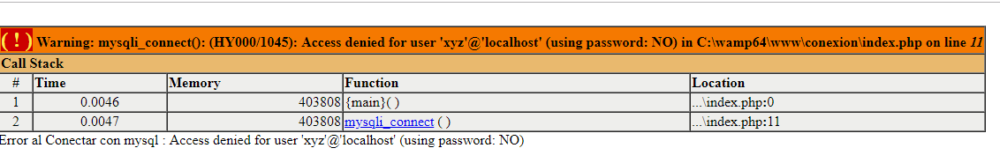 ( ! ) Warning: mysqli_connect(): (HY000/1045): Access denied for user 'xyz'@'localhost' (using password: NO) in C:\wamp64\www\conexion\index.php on line 11
Call Stack
# Time Memory Function Location
1 0.0046 403808 {main}( ) ...\index.php:0
2 0.0047 403808 mysqli_connect ( ) ...\index.php:11
Error al Conectar con mysql : Access denied for user 'xyz'@'localhost' (using password: NO)